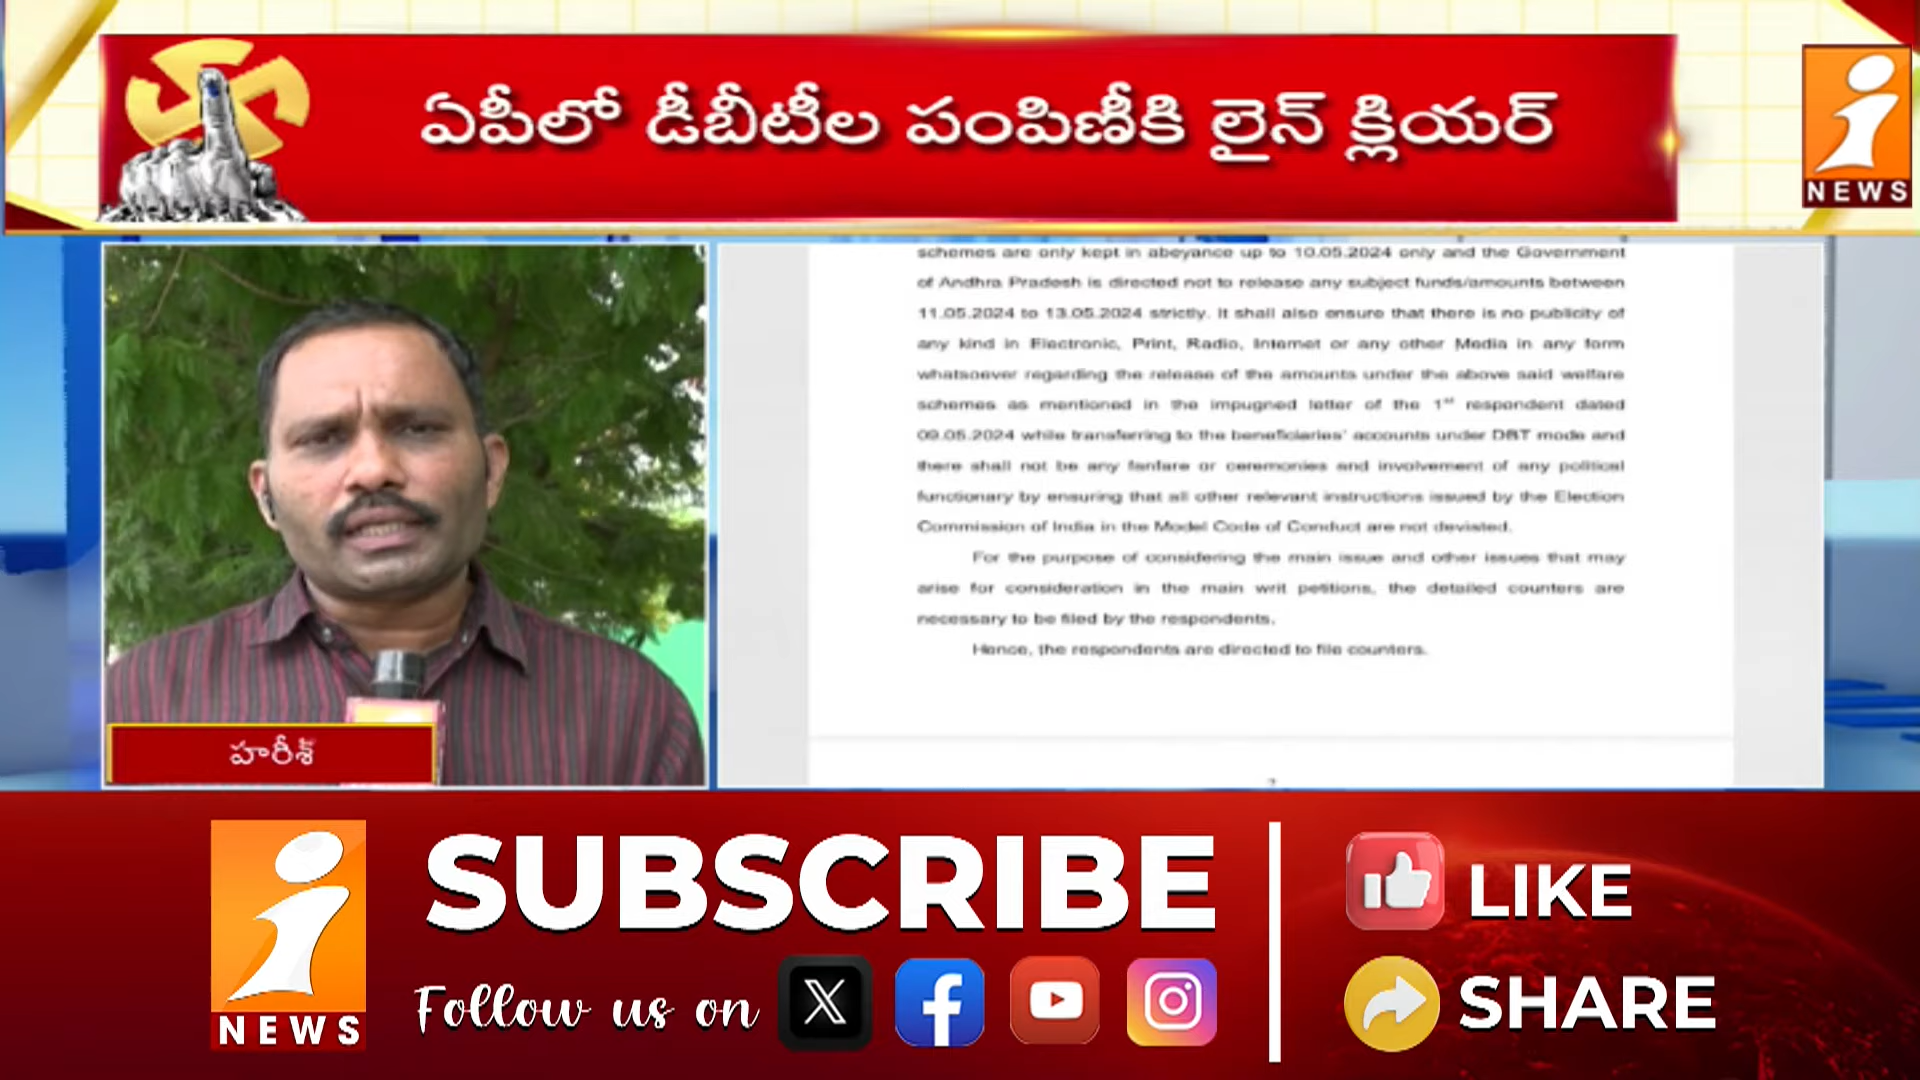 ఏపీలో డీబీటీల పంపిణీకి లైన్ క్లియర్
i NEWS
schemes are only kept in abeyance up to 10.05.2024 only and the Government
of Andhra Pradesh is directed not to release any subject funds/amounts between
11.05.2024 to 13.05.2024 strictly. It shall also ensure that there is no publicity of
any kind in Electronic, Print, Radio, Internet or any other Media in any form
whatsoever regarding the release of the amounts under the above said welfare
schemes as mentioned in the impugned letter of the 1st respondent dated
09.05.2024 while transferring to the beneficiaries' accounts under DBT mode and
there shall not be any fanfare or ceremonies and involvement of any political
functionary by ensuring that all other relevant instructions issued by the Election
Commission of India in the Model Code of Conduct are not deviated.
For the purpose of considering the main issue and other issues that may
arise for consideration in the main writ petitions, the detailed counters are
necessary to be filed by the respondents.
Hence, the respondents are directed to file counters.
హరీశ్
i NEWS
SUBSCRIBE
Follow us on
LIKE
SHARE